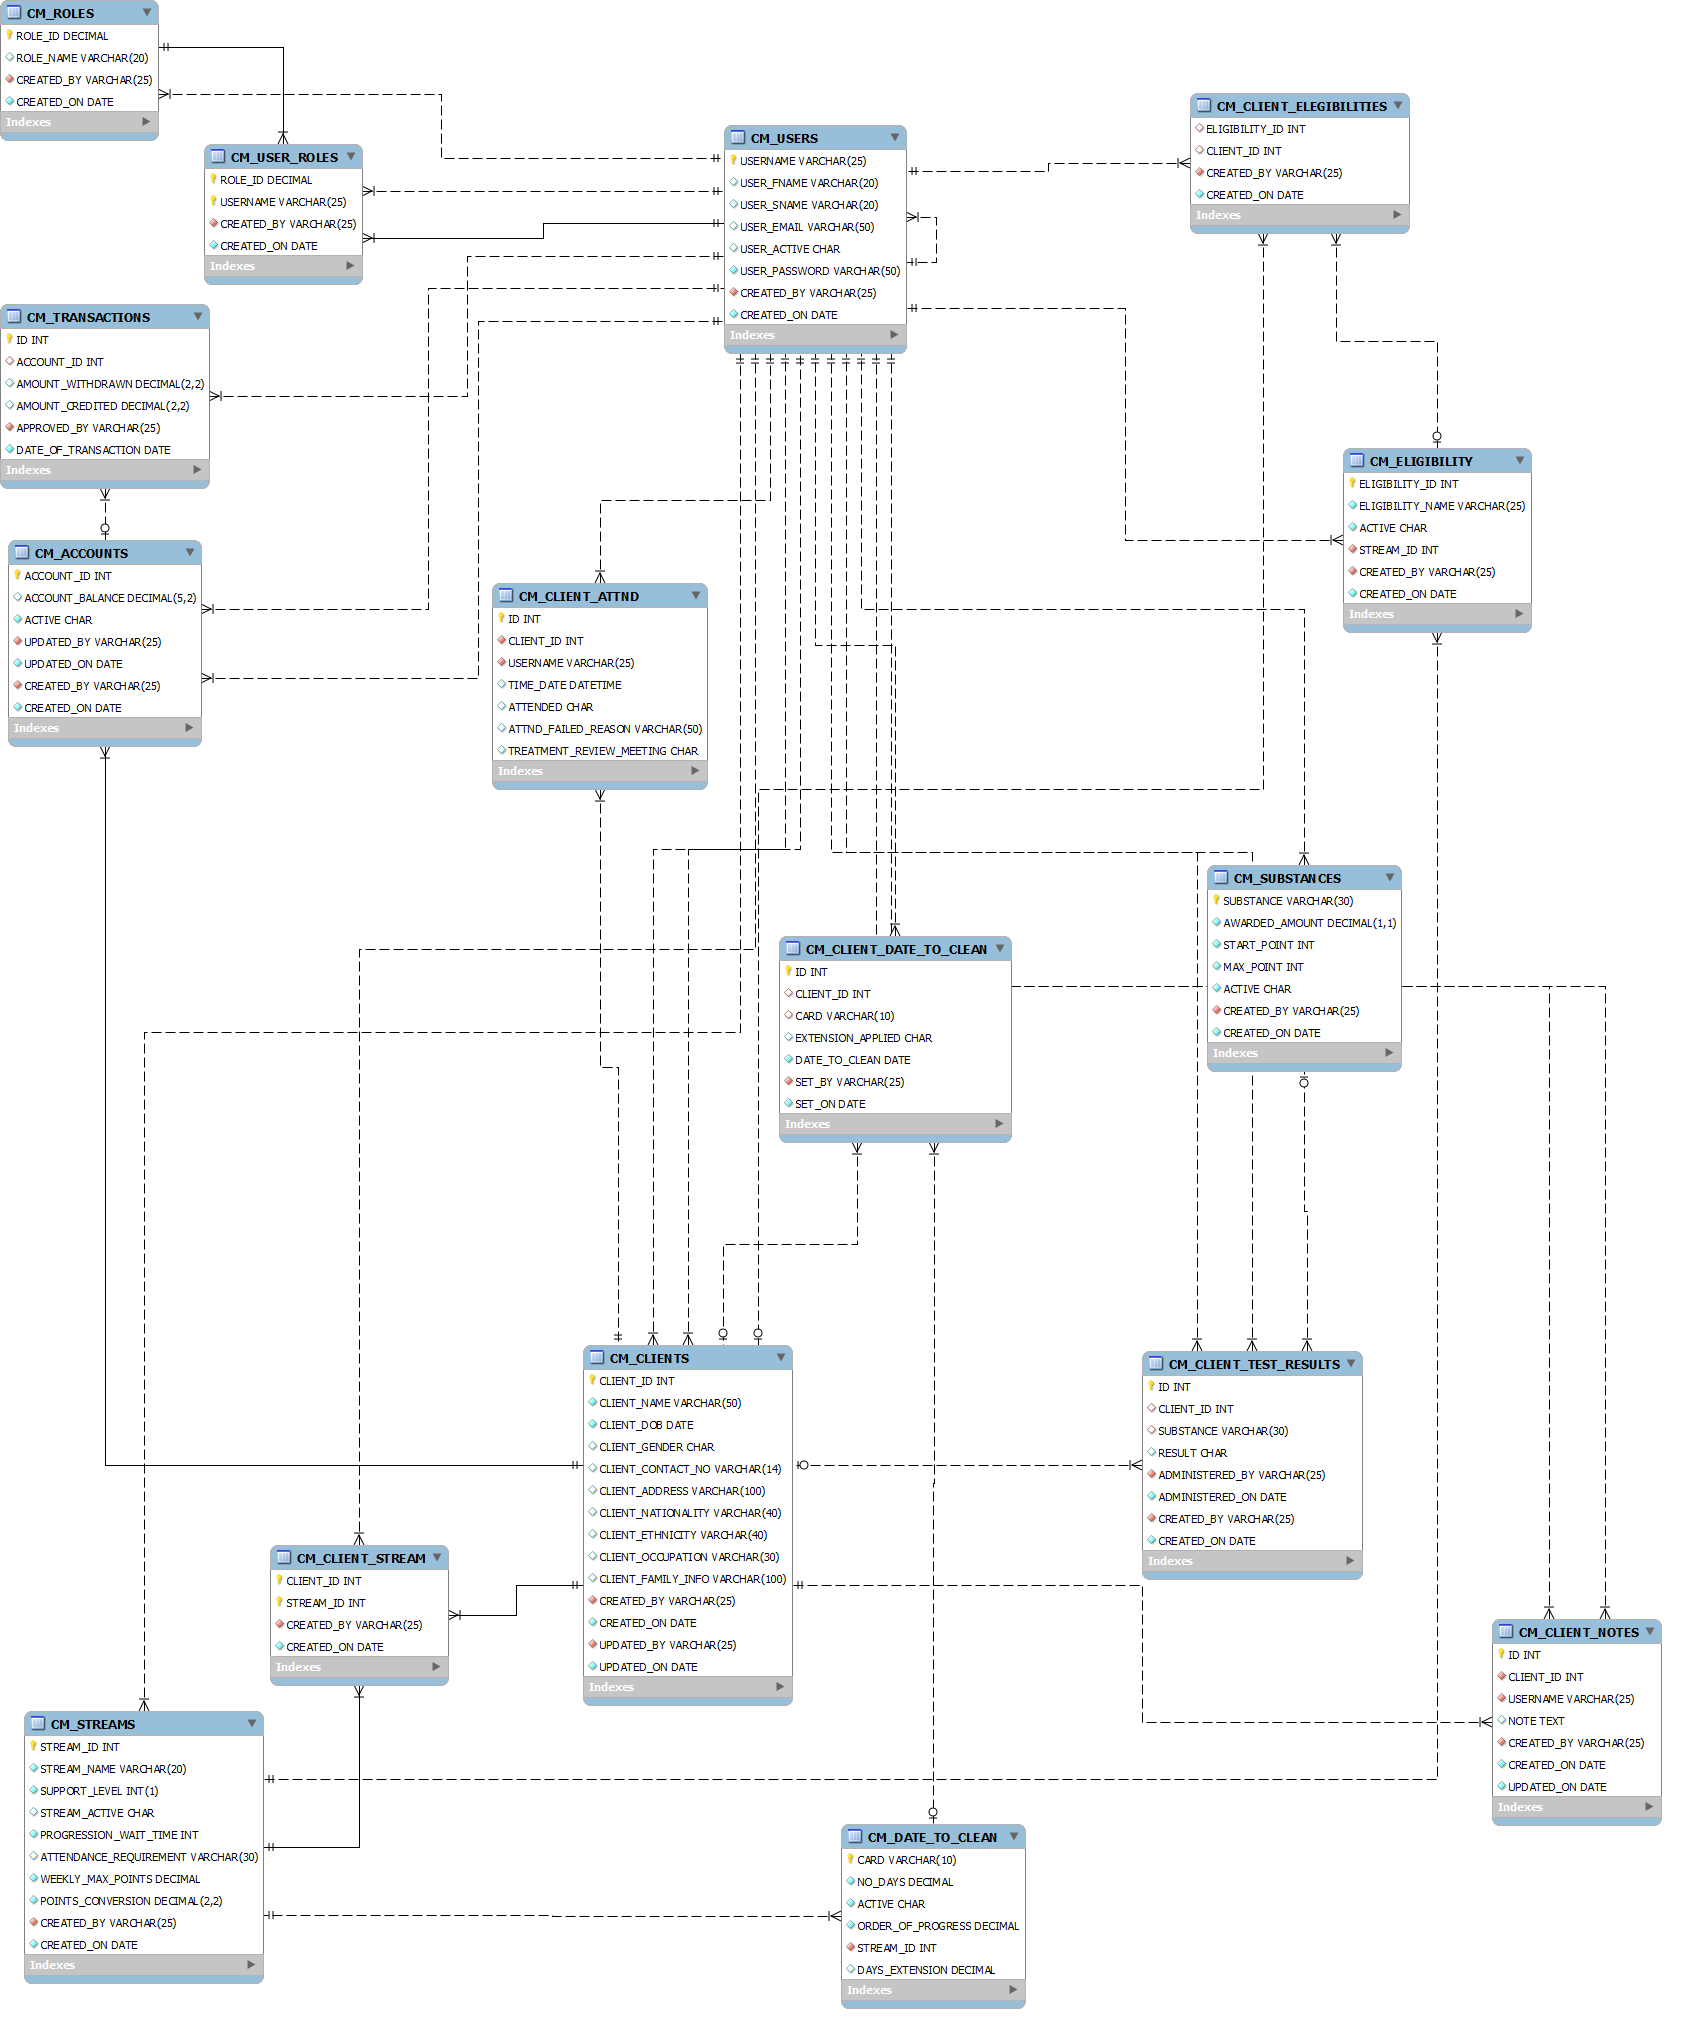 CM_ROLES
ROLE_ID DECIMAL
ROLE_NAME VARCHAR(20)
CREATED_BY VARCHAR(25)
CREATED_ON DATE
Indexes
CM_USER_ROLES
ROLE_ID DECIMAL
USERNAME VARCHAR(25)
CREATED_BY VARCHAR(25)
CREATED_ON DATE
Indexes
CM_USERS
USERNAME VARCHAR(25)
USER_FNAME VARCHAR(20)
USER_SNAME VARCHAR(20)
USER_EMAIL VARCHAR(50)
USER_ACTIVE CHAR
USER_PASSWORD VARCHAR(50)
CREATED_BY VARCHAR(25)
CREATED_ON DATE
Indexes
CM_CLIENT_ELEGIBILITIES
ELIGIBILITY_ID INT
CLIENT_ID INT
CREATED_BY VARCHAR(25)
CREATED_ON DATE
Indexes
CM_TRANSACTIONS
ID INT
ACCOUNT_ID INT
AMOUNT_WITHDRAWN DECIMAL(2,2)
AMOUNT_CREDITED DECIMAL(2,2)
APPROVED_BY VARCHAR(25)
DATE_OF_TRANSACTION DATE
Indexes
CM_ELIGIBILITY
ELIGIBILITY_ID INT
ELIGIBILITY_NAME VARCHAR(25)
ACTIVE CHAR
STREAM_ID INT
CREATED_BY VARCHAR(25)
CREATED_ON DATE
Indexes
CM_ACCOUNTS
ACCOUNT_ID INT
ACCOUNT_BALANCE DECIMAL(5,2)
ACTIVE CHAR
UPDATED_BY VARCHAR(25)
UPDATED_ON DATE
CREATED_BY VARCHAR(25)
CREATED_ON DATE
Indexes
CM_CLIENT_ATTND
ID INT
CLIENT_ID INT
USERNAME VARCHAR(25)
TIME_DATE DATETIME
ATTENDED CHAR
ATTND_FAILED_REASON VARCHAR(50)
TREATMENT_REVIEW_MEETING CHAR
Indexes
CM_SUBSTANCES
SUBSTANCE VARCHAR(30)
AWARDED_AMOUNT DECIMAL(1,1)
START_POINT INT
MAX_POINT INT
ACTIVE CHAR
CREATED_BY VARCHAR(25)
CREATED_ON DATE
Indexes
CM_CLIENT_DATE_TO_CLEAN
ID INT
CLIENT_ID INT
CARD VARCHAR(10)
EXTENSION_APPLIED CHAR
DATE_TO_CLEAN DATE
SET_BY VARCHAR(25)
SET_ON DATE
Indexes
CM_CLIENTS
CLIENT_ID INT
CLIENT_NAME VARCHAR(50)
CLIENT_DOB DATE
CLIENT_GENDER CHAR
CLIENT_CONTACT_NO VARCHAR(14)
CLIENT_ADDRESS VARCHAR(100)
CLIENT_NATIONALITY VARCHAR(40)
CLIENT_ETHNICITY VARCHAR(40)
CLIENT_OCCUPATION VARCHAR(30)
CLIENT_FAMILY_INFO VARCHAR(100)
CREATED_BY VARCHAR(25)
CREATED_ON DATE
UPDATED_BY VARCHAR(25)
UPDATED_ON DATE
Indexes
CM_CLIENT_TEST_RESULTS
ID INT
CLIENT_ID INT
SUBSTANCE VARCHAR(30)
RESULT CHAR
ADMINISTERED_BY VARCHAR(25)
ADMINISTERED_ON DATE
CREATED_BY VARCHAR(25)
CREATED_ON DATE
Indexes
CM_CLIENT_STREAM
CLIENT_ID INT
STREAM_ID INT
CREATED_BY VARCHAR(25)
CREATED_ON DATE
Indexes
CM_CLIENT_NOTES
ID INT
CLIENT_ID INT
USERNAME VARCHAR(25)
NOTE TEXT
CREATED_BY VARCHAR(25)
CREATED_ON DATE
UPDATED_ON DATE
Indexes
CM_STREAMS
STREAM_ID INT
STREAM_NAME VARCHAR(20)
SUPPORT_LEVEL INT(1)
STREAM_ACTIVE CHAR
PROGRESSION_WAIT_TIME INT
ATTENDANCE_REQUIREMENT VARCHAR(30)
WEEKLY_MAX_POINTS DECIMAL
POINTS_CONVERSION DECIMAL(2,2)
CREATED_BY VARCHAR(25)
CREATED_ON DATE
Indexes
CM_DATE_TO_CLEAN
CARD VARCHAR(10)
NO_DAYS DECIMAL
ACTIVE CHAR
ORDER_OF_PROGRESS DECIMAL
STREAM_ID INT
DAYS_EXTENSION DECIMAL
Indexes